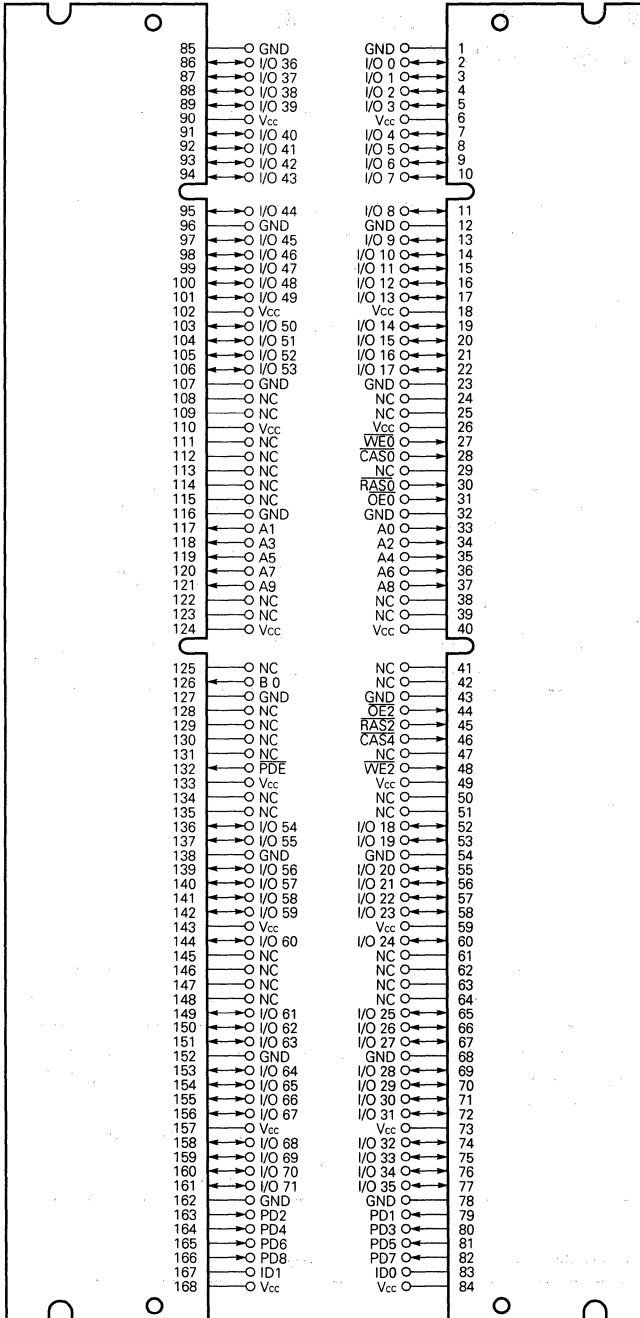 85 GND GND 1
86 I/O 36 I/O 0 2
87 I/O 37 I/O 1 3
88 I/O 38 I/O 2 4
89 I/O 39 I/O 3 5
90 Vcc Vcc 6
91 I/O 40 I/O 4 7
92 I/O 41 I/O 5 8
93 I/O 42 I/O 6 9
94 I/O 43 I/O 7 10
95 I/O 44 I/O 8 11
96 GND GND 12
97 I/O 45 I/O 9 13
98 I/O 46 I/O 10 14
99 I/O 47 I/O 11 15
100 I/O 48 I/O 12 16
101 I/O 49 I/O 13 17
102 Vcc Vcc 18
103 I/O 50 I/O 14 19
104 I/O 51 I/O 15 20
105 I/O 52 I/O 16 21
106 I/O 53 I/O 17 22
107 GND GND 23
108 NC NC 24
109 NC NC 25
110 Vcc Vcc 26
111 NC WE0 27
112 NC CAS0 28
113 NC NC 29
114 NC RAS0 30
115 NC OE0 31
116 GND GND 32
117 A1 A0 33
118 A3 A2 34
119 A5 A4 35
120 A7 A6 36
121 A9 A8 37
122 NC NC 38
123 NC NC 39
124 Vcc Vcc 40
125 NC NC 41
126 B 0 NC 42
127 GND GND 43
128 NC OE2 44
129 NC RAS2 45
130 NC CAS4 46
131 NC NC 47
132 PDE WE2 48
133 Vcc Vcc 49
134 NC NC 50
135 NC NC 51
136 I/O 54 I/O 18 52
137 I/O 55 I/O 19 53
138 GND GND 54
139 I/O 56 I/O 20 55
140 I/O 57 I/O 21 56
141 I/O 58 I/O 22 57
142 I/O 59 I/O 23 58
143 Vcc Vcc 59
144 I/O 60 I/O 24 60
145 NC NC 61
146 NC NC 62
147 NC NC 63
148 NC NC 64
149 I/O 61 I/O 25 65
150 I/O 62 I/O 26 66
151 I/O 63 I/O 27 67
152 GND GND 68
153 I/O 64 I/O 28 69
154 I/O 65 I/O 29 70
155 I/O 66 I/O 30 71
156 I/O 67 I/O 31 72
157 Vcc Vcc 73
158 I/O 68 I/O 32 74
159 I/O 69 I/O 33 75
160 I/O 70 I/O 34 76
161 I/O 71 I/O 35 77
162 GND GND 78
163 PD2 PD1 79
164 PD4 PD3 80
165 PD6 PD5 81
166 PD8 PD7 82
167 ID1 ID0 83
168 Vcc Vcc 84